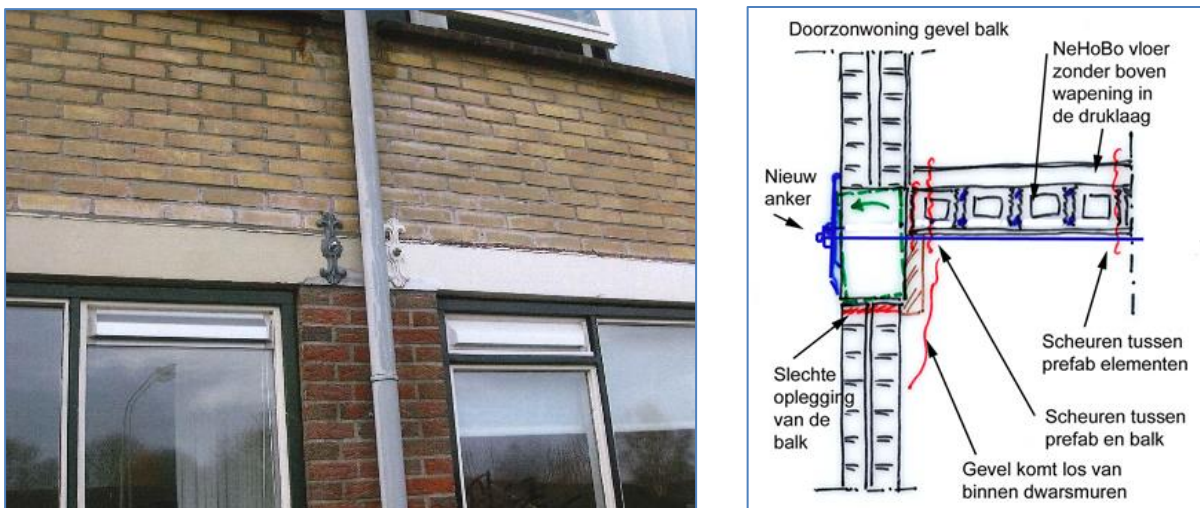 Doorzonwoning gevel balk
NeHoBo vloer
zonder boven
wapening in
de druklaag
Nieuw
anker
Slechte
oplegging
van de
balk
Scheuren tussen
prefab elementen
Scheuren tussen
prefab en balk
Gevel komt los van
binnen dwarsmuren